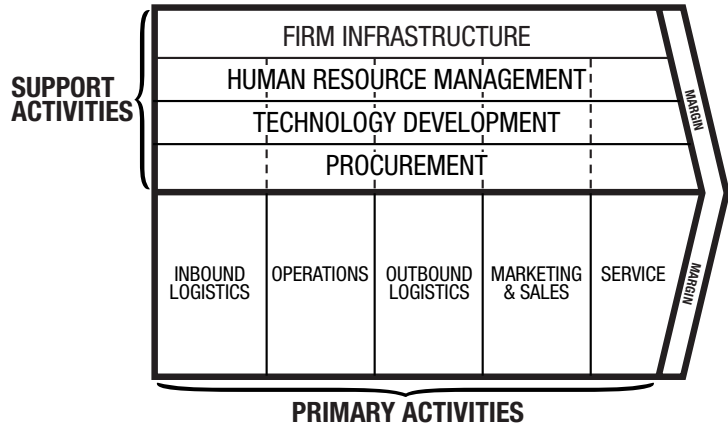 FIRM INFRASTRUCTURE
HUMAN RESOURCE MANAGEMENT
SUPPORT
ACTIVITIES
TECHNOLOGY DEVELOPMENT
PROCUREMENT
MARGIN
INBOUND
LOGISTICS
OPERATIONS
OUTBOUND
LOGISTICS
MARKETING
& SALES
SERVICE
MARGIN
PRIMARY ACTIVITIES